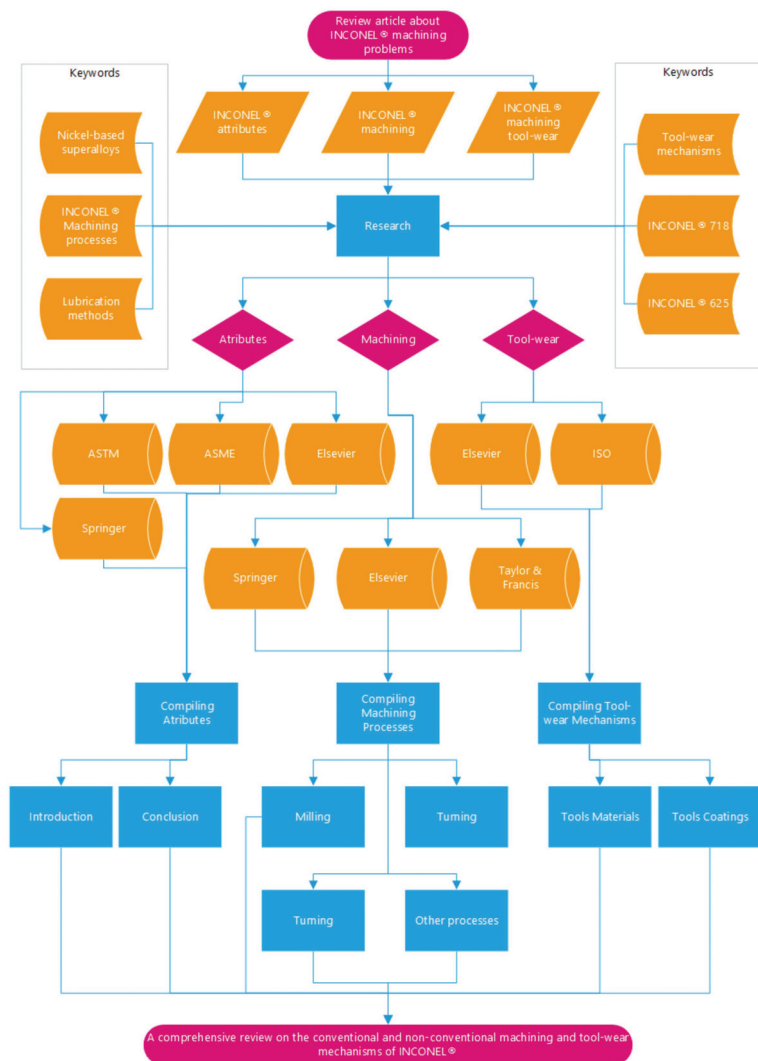 Review article about
INCONEL® machining
problems
Keywords
Keywords
INCONEL®
attributes
INCONEL®
machining
INCONEL®
machining
tool-wear
Nickel-based
superalloys
Tool-wear
mechanisms
INCONEL®
Machining
processes
Research
INCONEL® 718
Lubrication
methods
INCONEL® 625
Atributes
Machining
Tool-wear
ASTM
ASME
Elsevier
Elsevier
ISO
Springer
Springer
Elsevier
Taylor &
Francis
Compiling
Atributes
Compiling
Machining
Processes
Compiling Tool-
wear Mechanisms
Introduction
Conclusion
Milling
Turning
Tools Materials
Tools Coatings
Turning
Other processes
A comprehensive review on the conventional and non-conventional machining and tool-wear
mechanisms of INCONEL®